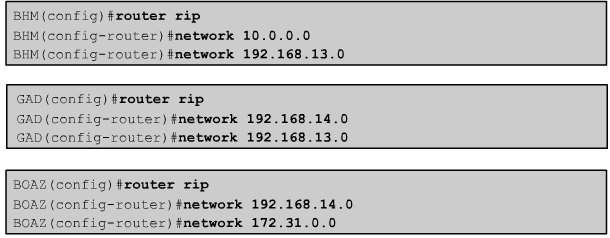 BHM(config)#router rip
BHM(config-router)#network 10.0.0.0
BHM(config-router)#network 192.168.13.0
GAD(config)#router rip
GAD(config-router)#network 192.168.14.0
GAD(config-router)#network 192.168.13.0
BOAZ(config)#router rip
BOAZ(config-router)#network 192.168.14.0
BOAZ(config-router)#network 172.31.0.0